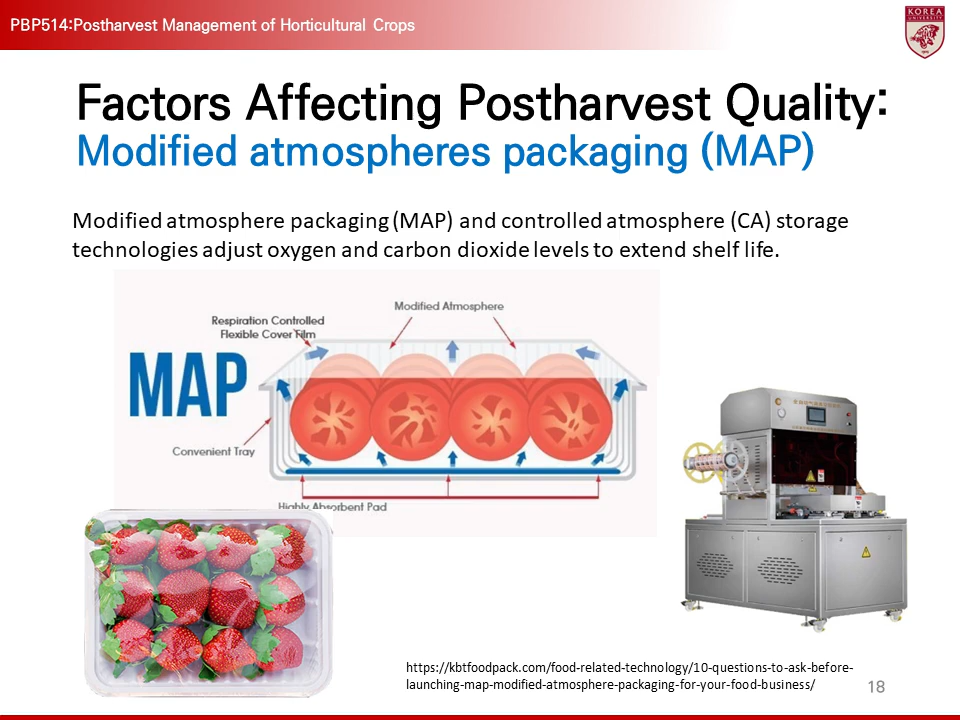 PBP514:Postharvest Management of Horticultural Crops
KOREA
UNIVERSITY
Factors Affecting Postharvest Quality:
Modified atmospheres packaging (MAP)
Modified atmosphere packaging (MAP) and controlled atmosphere (CA) storage
technologies adjust oxygen and carbon dioxide levels to extend shelf life.
Modified Atmosphere
Respiration Controlled
Flexible Cover Film
MAP
Convenient Tray
Highly Absorbent Pad
https://kbtfoodpack.com/food-related-technology/10-questions-to-ask-before-
launching-map-modified-atmosphere-packaging-for-your-food-business/
18